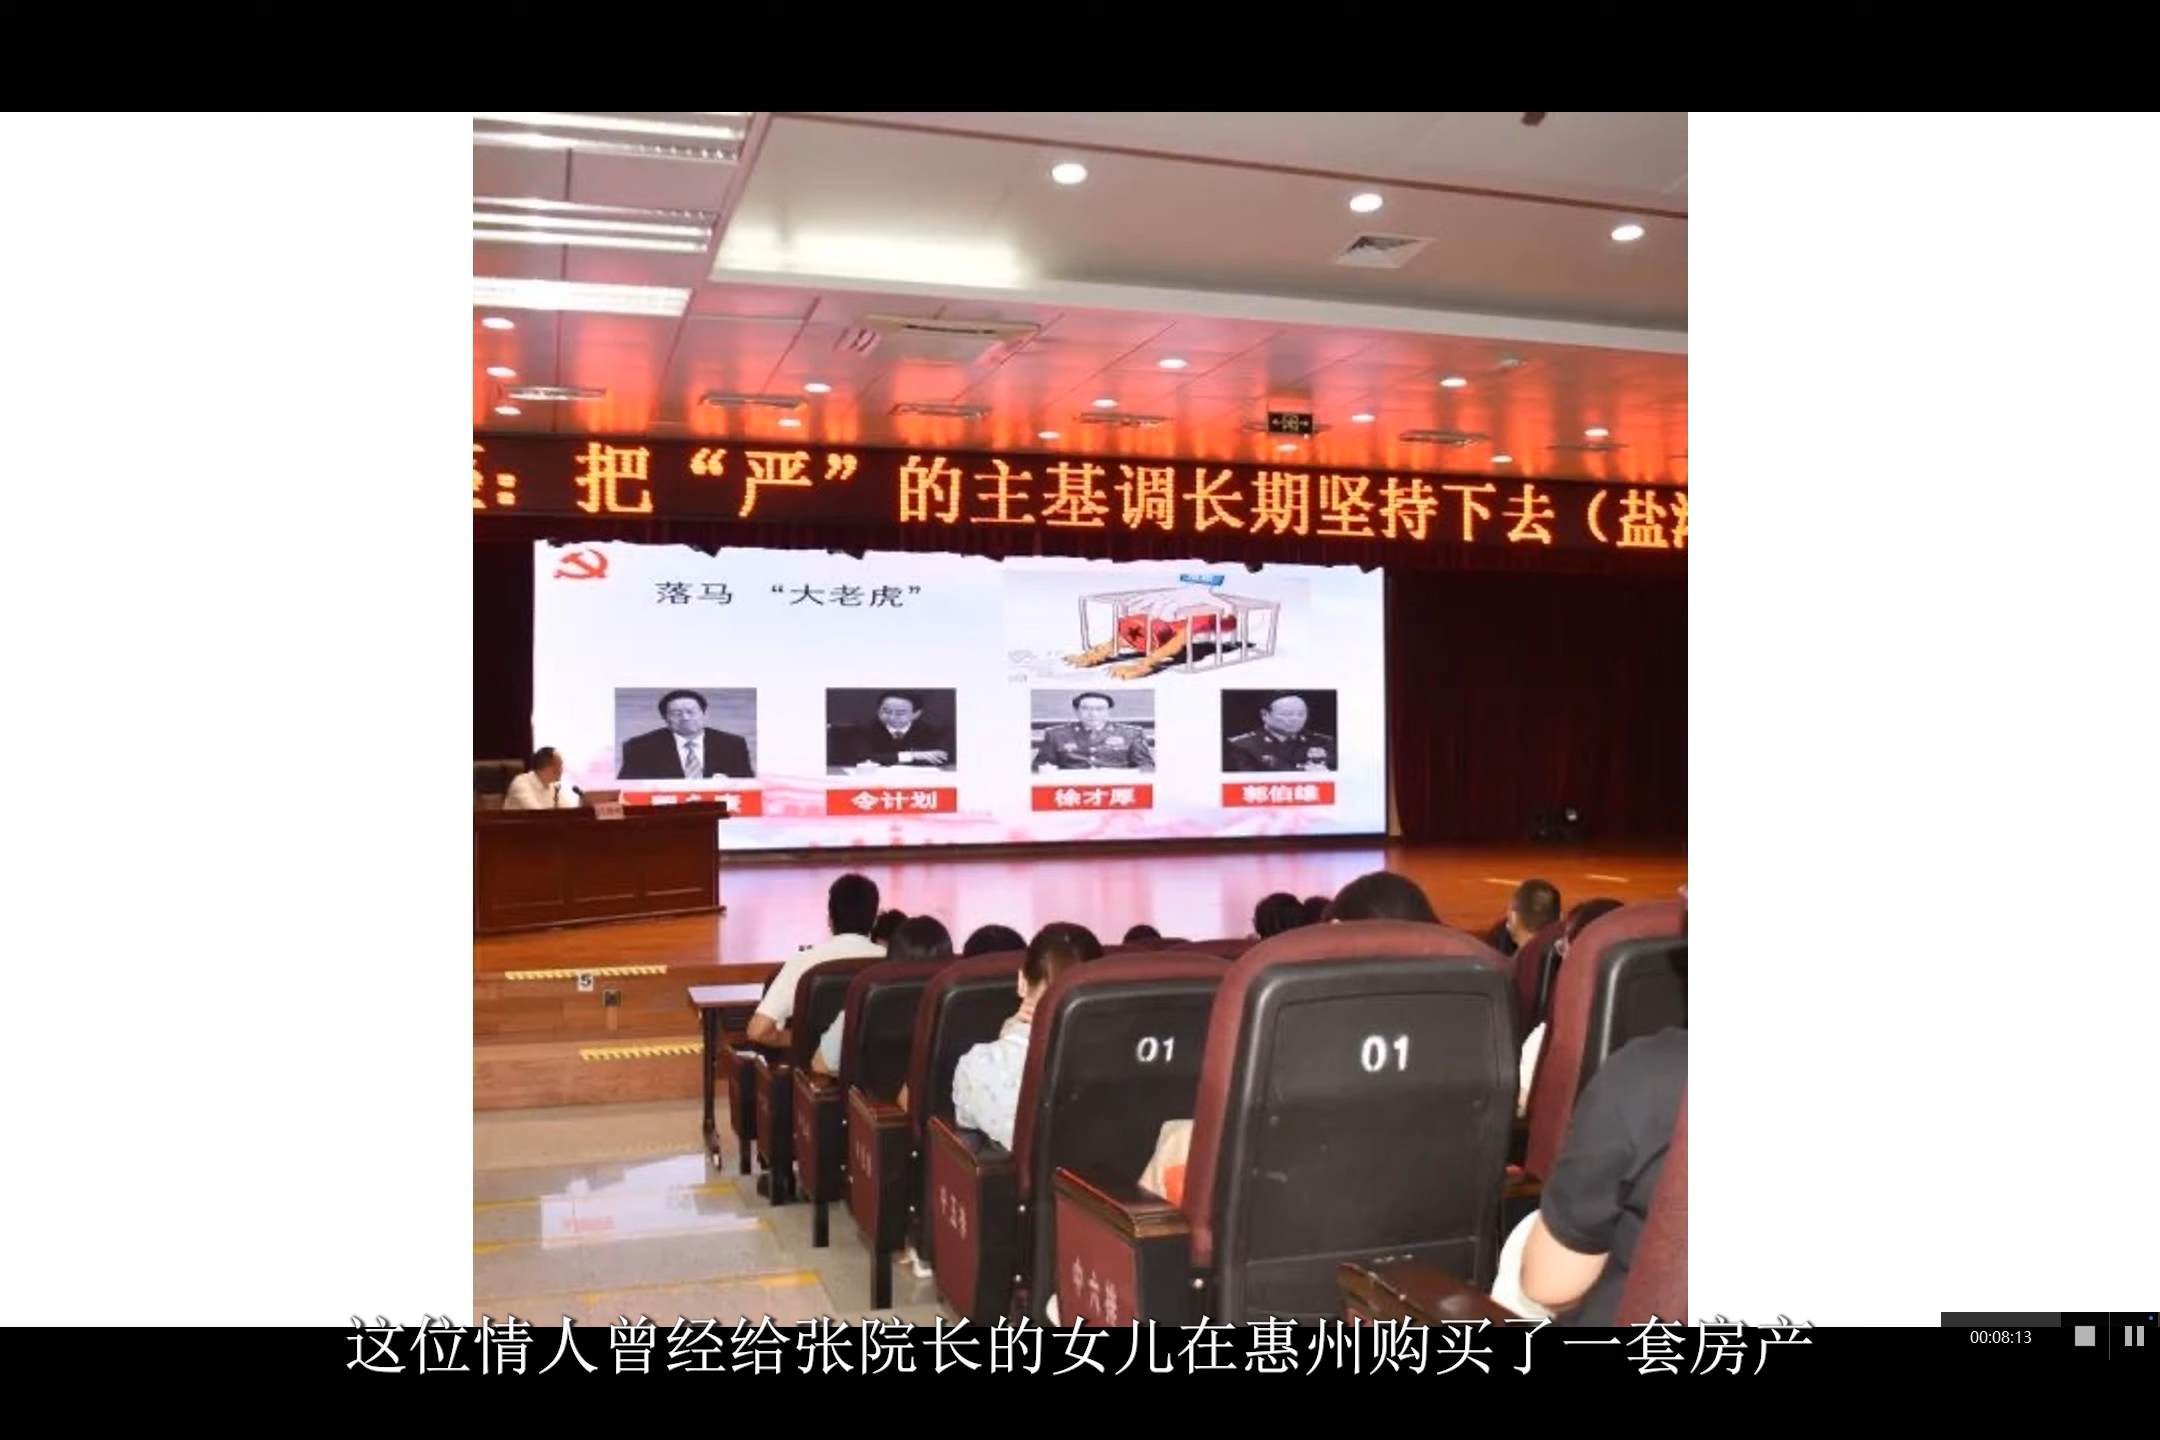 ：把“严”的主基调长期坚持下去（盐
落马 “大老虎”
令计划
徐才厚
郭伯雄
5
01
01
这位情人曾经给张院长的女儿在惠州购买了一套房产
00:08:13